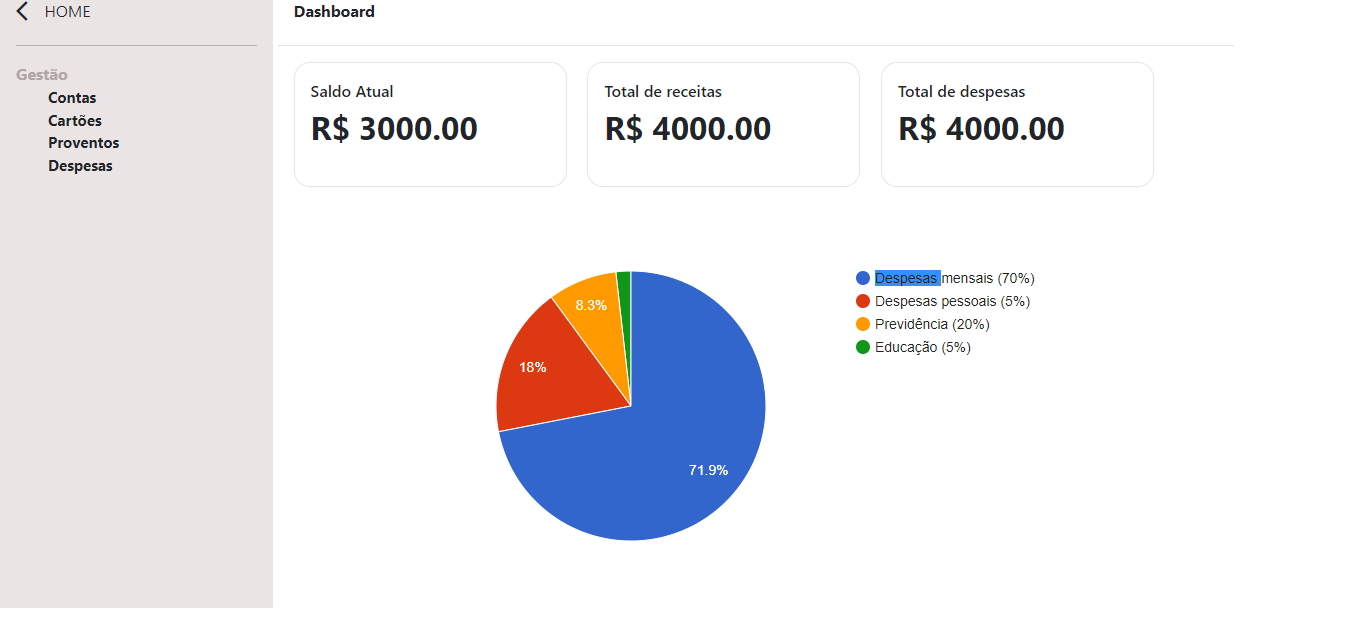 HOME
Gestão
Contas
Cartões
Proventos
Despesas
Dashboard
Saldo Atual
R$ 3000.00
Total de receitas
R$ 4000.00
Total de despesas
R$ 4000.00
8.3%
18%
71.9%
Despesas mensais (70%)
Despesas pessoais (5%)
Previdência (20%)
Educação (5%)